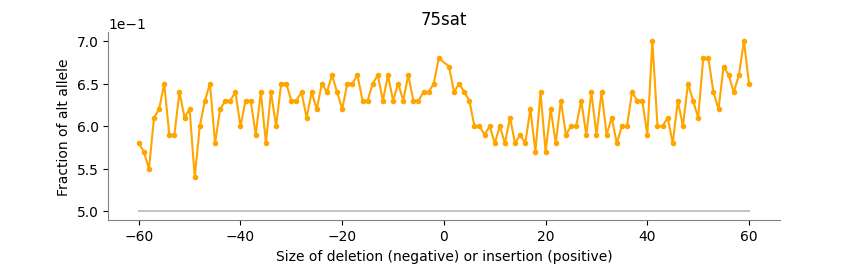 75sat
1e−1
7.0
6.5
6.0
5.5
5.0
Fraction of alt allele
−60 −40 −20 0 20 40 60
Size of deletion (negative) or insertion (positive)